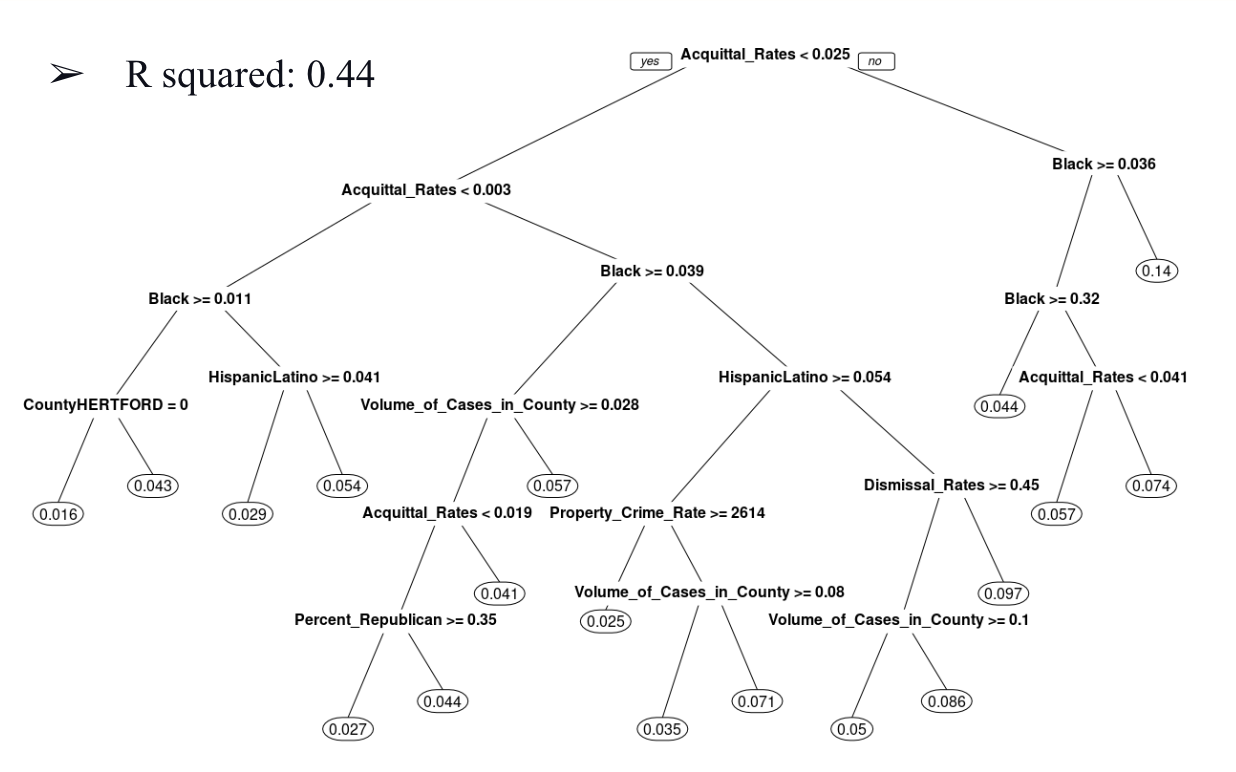 ➢ R squared: 0.44
yes Acquittal_Rates < 0.025 no
Black >= 0.036
Acquittal_Rates < 0.003
Black >= 0.039
0.14
Black >= 0.011
Black >= 0.32
HispanicLatino >= 0.041
HispanicLatino >= 0.054
Acquittal_Rates < 0.041
CountyHERTFORD = 0
Volume_of_Cases_in_County >= 0.028
0.044
0.043
0.054
0.057
Dismissal_Rates >= 0.45
0.074
0.016
0.029
Acquittal_Rates < 0.019
Property_Crime_Rate >= 2614
0.057
0.041
Volume_of_Cases_in_County >= 0.08
0.097
Percent_Republican >= 0.35
0.025
Volume_of_Cases_in_County >= 0.1
0.044
0.071
0.086
0.027
0.035
0.05